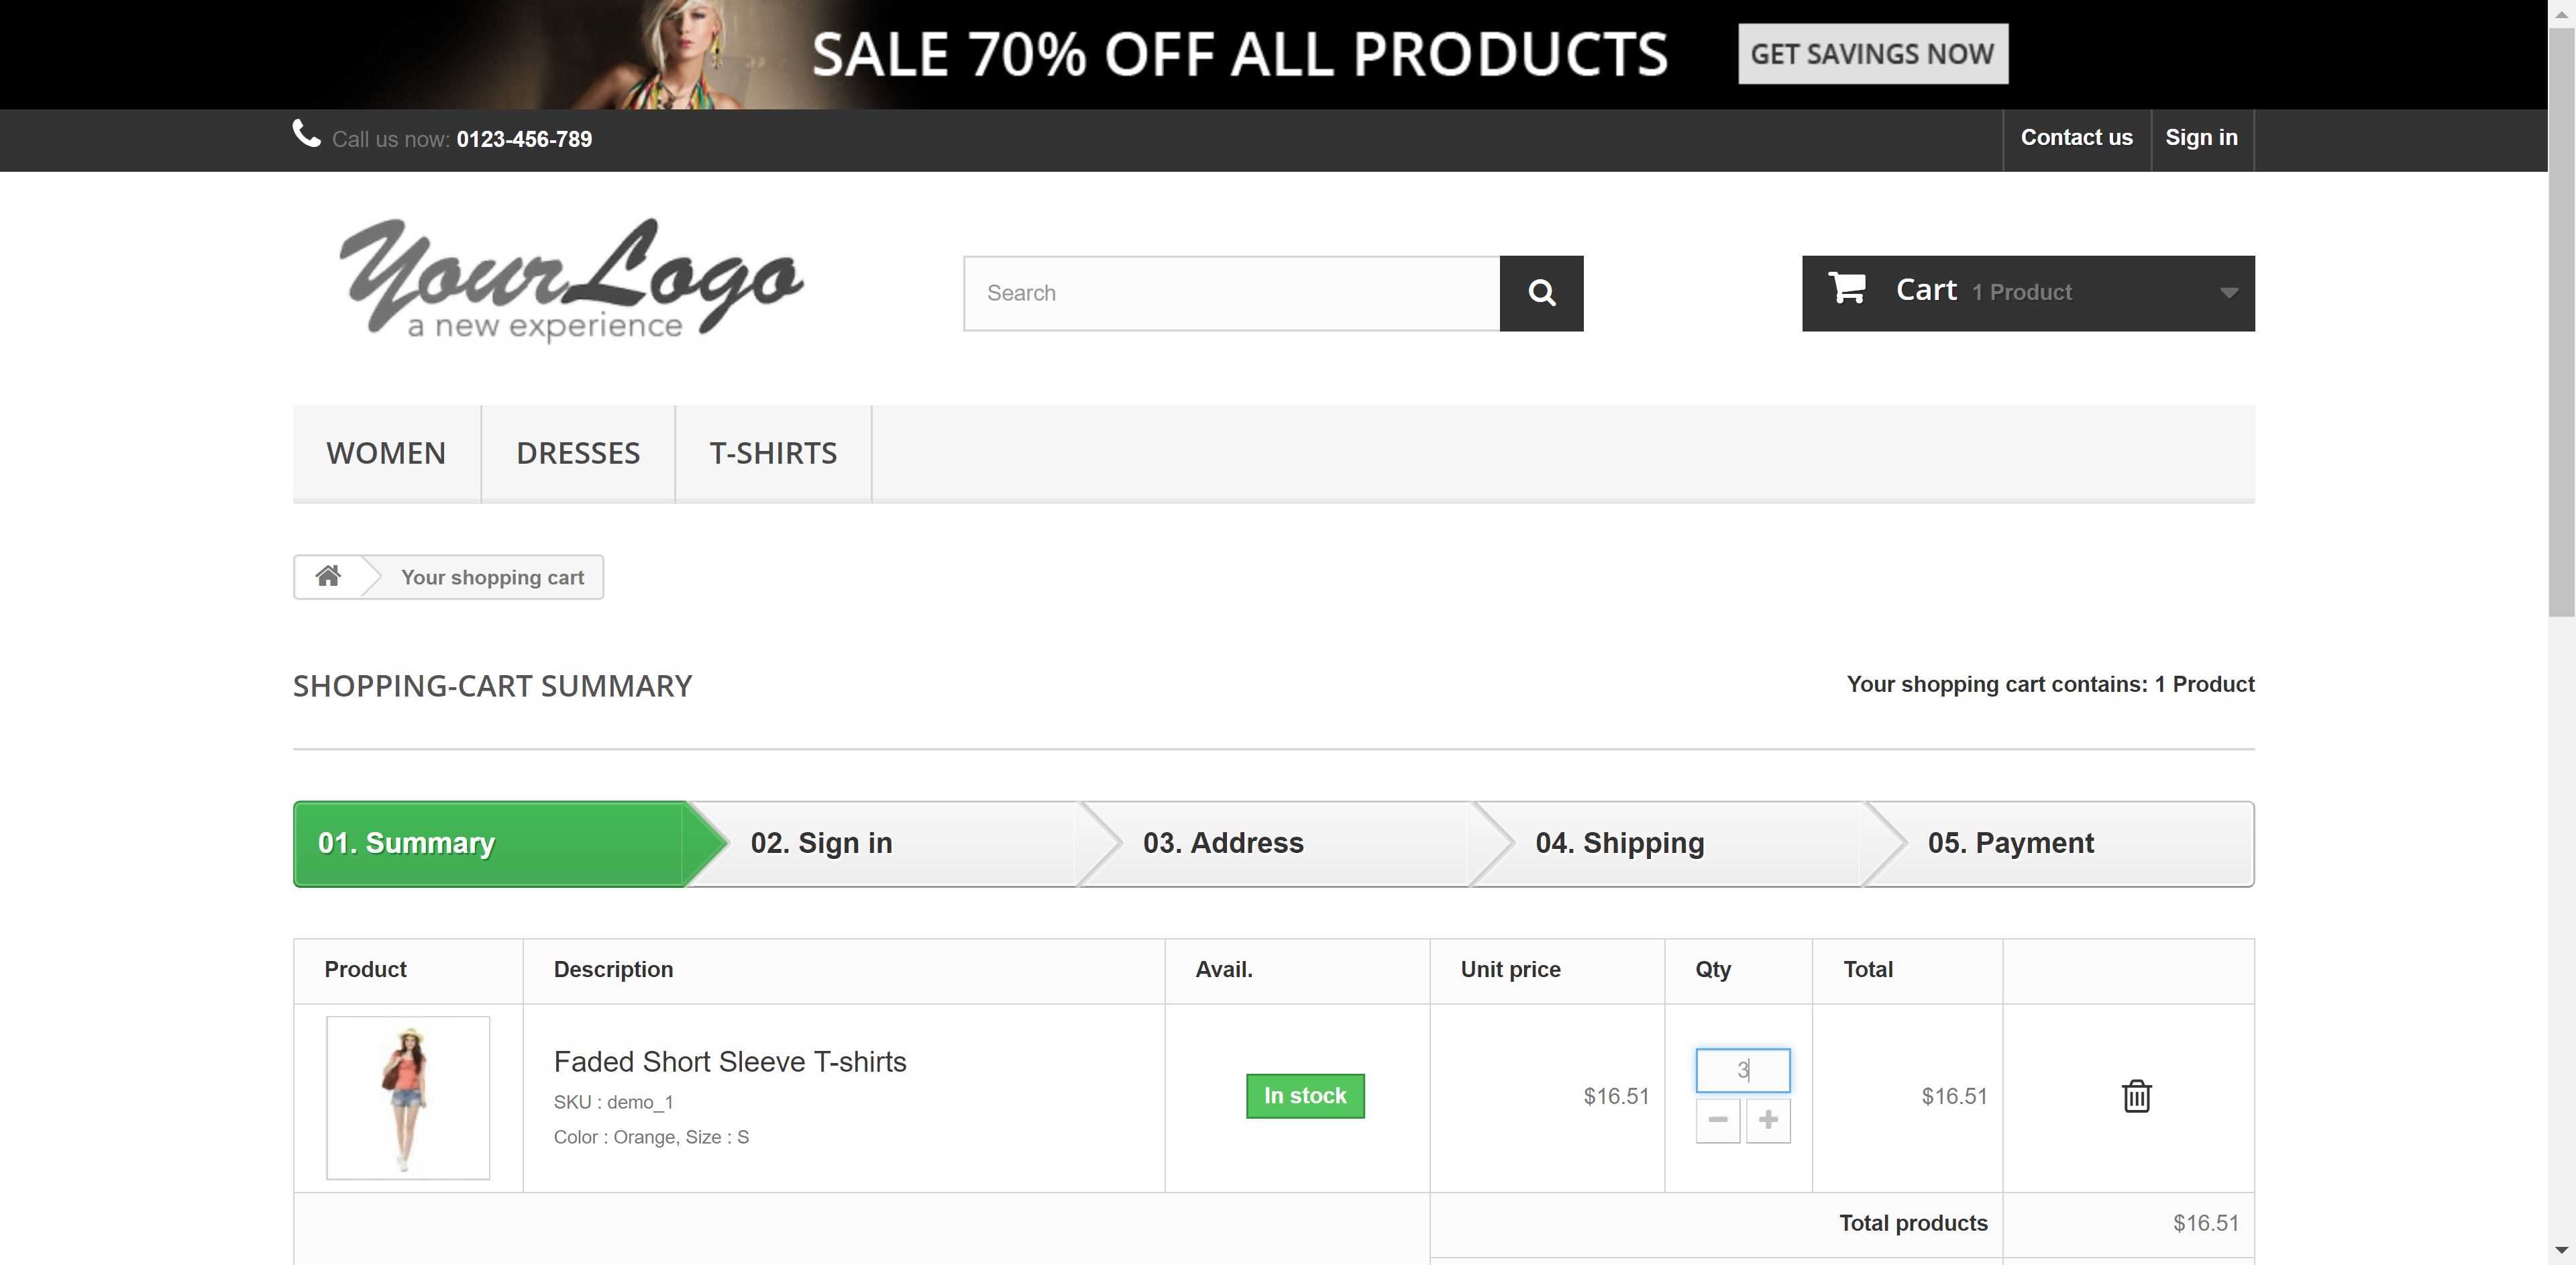 SALE 70% OFF ALL PRODUCTS GET SAVINGS NOW
Call us now: 0123-456-789 Contact us Sign in
YourLogo
a new experience
Search
Cart 1 Product
WOMEN DRESSES T-SHIRTS
Your shopping cart
SHOPPING-CART SUMMARY Your shopping cart contains: 1 Product
01. Summary 02. Sign in 03. Address 04. Shipping 05. Payment
Product Description Avail. Unit price Qty Total
Faded Short Sleeve T-shirts
SKU : demo_1
Color : Orange, Size : S
In stock $16.51 3 $16.51
Total products $16.51